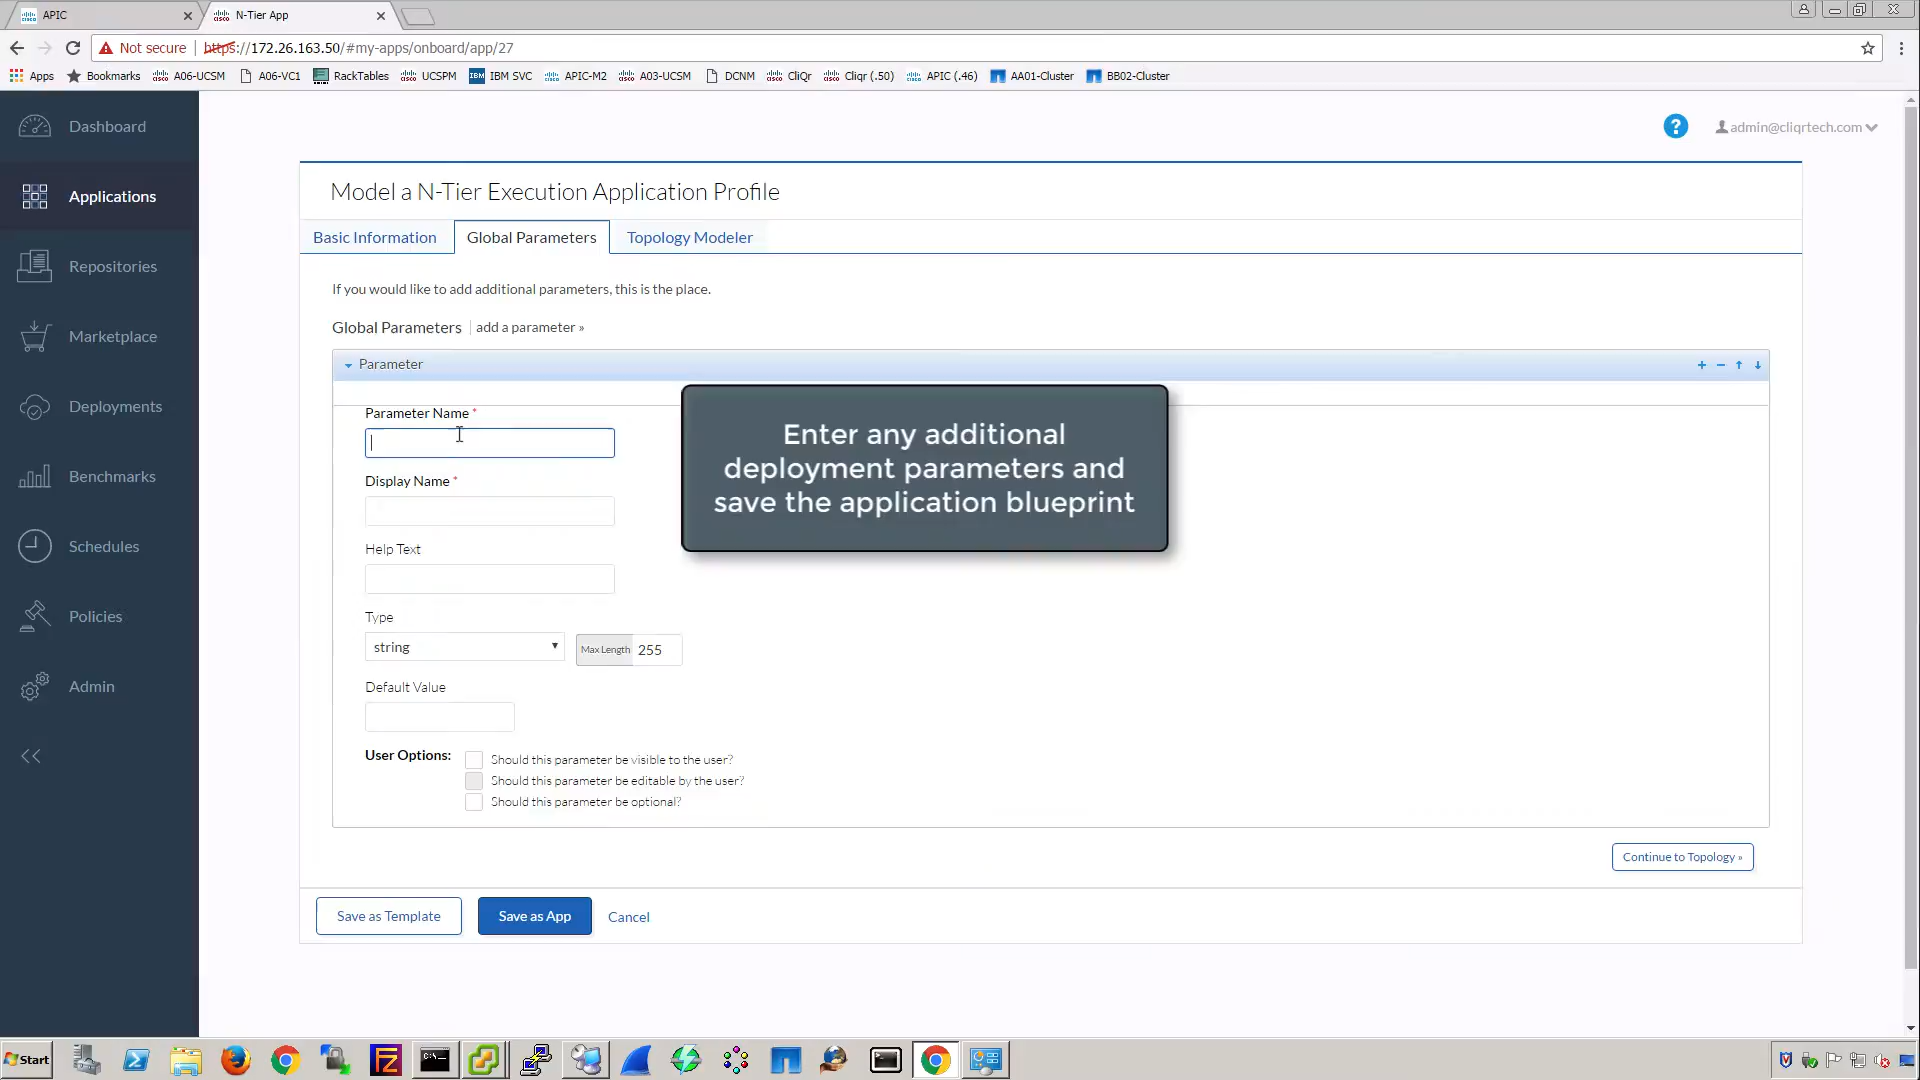 APIC
N-Tier App
Not secure | https://172.26.163.50/#my-apps/onboard/app/27
Apps Bookmarks A06-UCSM A06-VC1 RackTables UCSPM IBM SVC APIC-M2 A03-UCSM DCNM CliQr Cliqr (.50) APIC (.46) AA01-Cluster BB02-Cluster
Dashboard
Applications
Repositories
Marketplace
Deployments
Benchmarks
Schedules
Policies
Admin
? admin@cliqrtech.com
Model a N-Tier Execution Application Profile
Basic Information Global Parameters Topology Modeler
If you would like to add additional parameters, this is the place.
Global Parameters add a parameter »
Parameter
Parameter Name *
Display Name *
Help Text
Type
string Max Length 255
Default Value
User Options: Should this parameter be visible to the user?
Should this parameter be editable by the user?
Should this parameter be optional?
Enter any additional
deployment parameters and
save the application blueprint
Continue to Topology »
Save as Template Save as App Cancel
Start